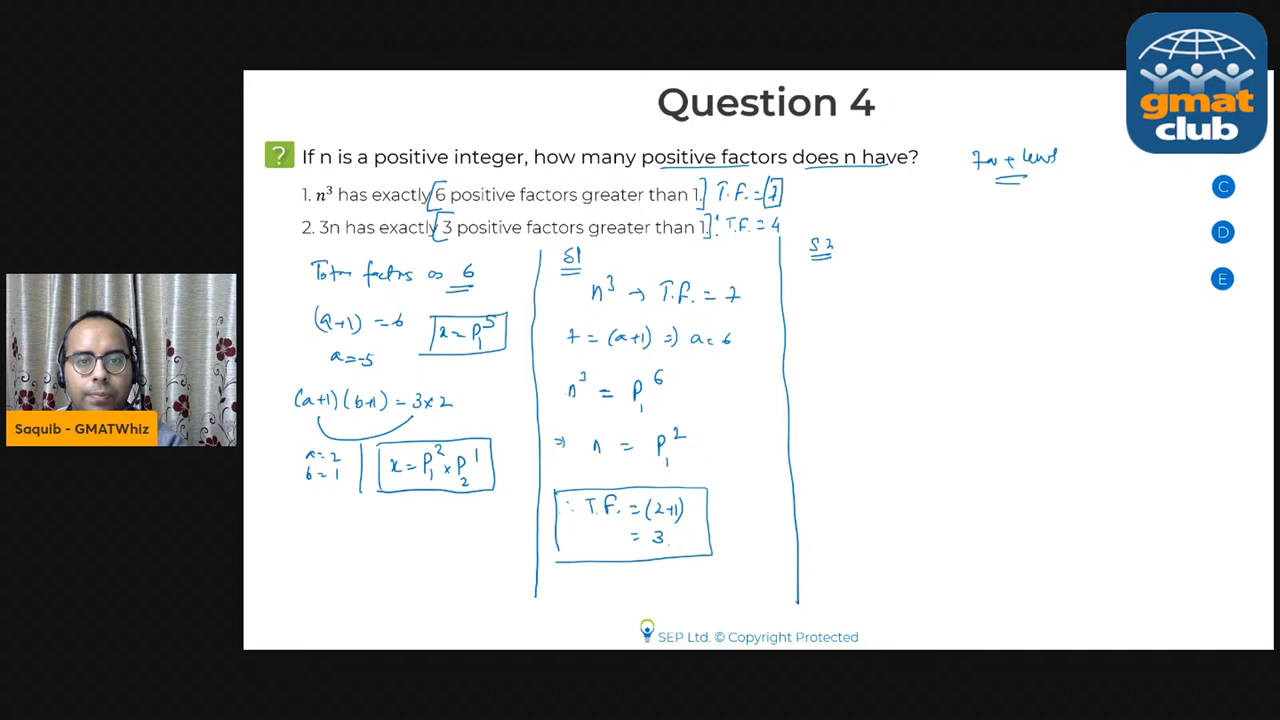 gmat
club
Question 4
? If n is a positive integer, how many positive factors does n have?
1. n³ has exactly [6 positive factors greater than 1.] T.F. = 7
2. 3n has exactly [3 positive factors greater than 1.] T.F. = 4
C
D
E
Total factors as 6
(a+1) = 6
a = 5
x = P₁⁵
(a+1)(b+1) = 3×2
a=2
b=1
x = P₁² × P₂¹
S1
n³ → T.F. = 7
7 = (a+1) => a = 6
n³ = P₁⁶
=> n = P₁²
∴ T.F. = (2+1)
= 3.
S2
Saquib - GMATWhiz
SEP Ltd. © Copyright Protected